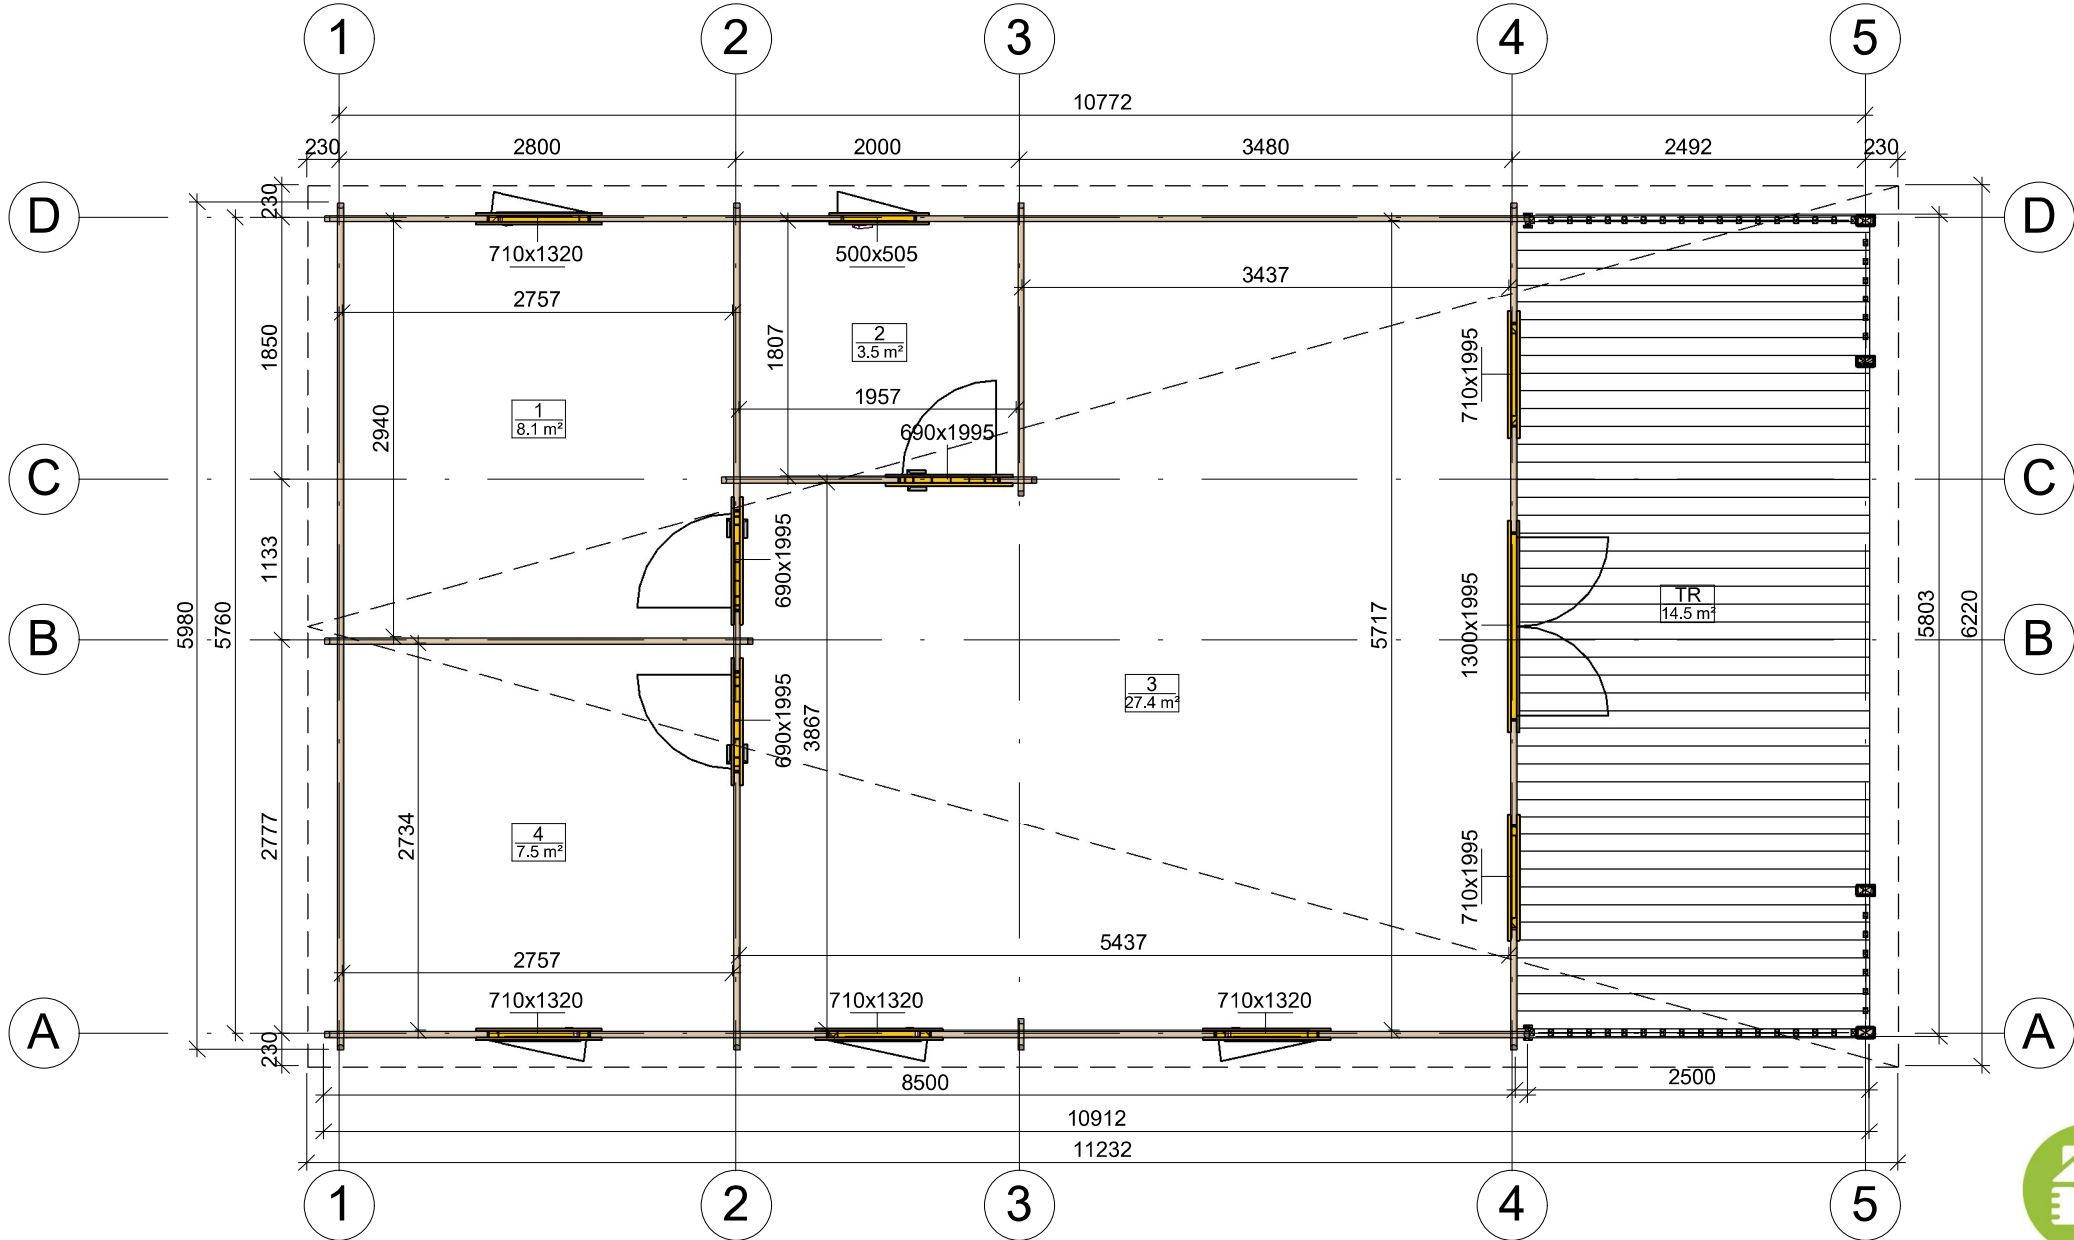 1 2 3 4 5
10772
230 2800 2000 3480 2492 230
230
D D
710x1320 500x505
3437
2757
2
3.5 m²
1850 1807 710x1995
1957
1
8.1 m²
2940
690x1995
C C
1133 690x1995
5980 5760 5717 1300x1995 5803 6220
TR
14.5 m²
B B
3
27.4 m²
690x1995 3867
2777 2734 710x1995
4
7.5 m²
5437
2757
710x1320 710x1320 710x1320
A A
230
8500 2500
10912
11232
1 2 3 4 5